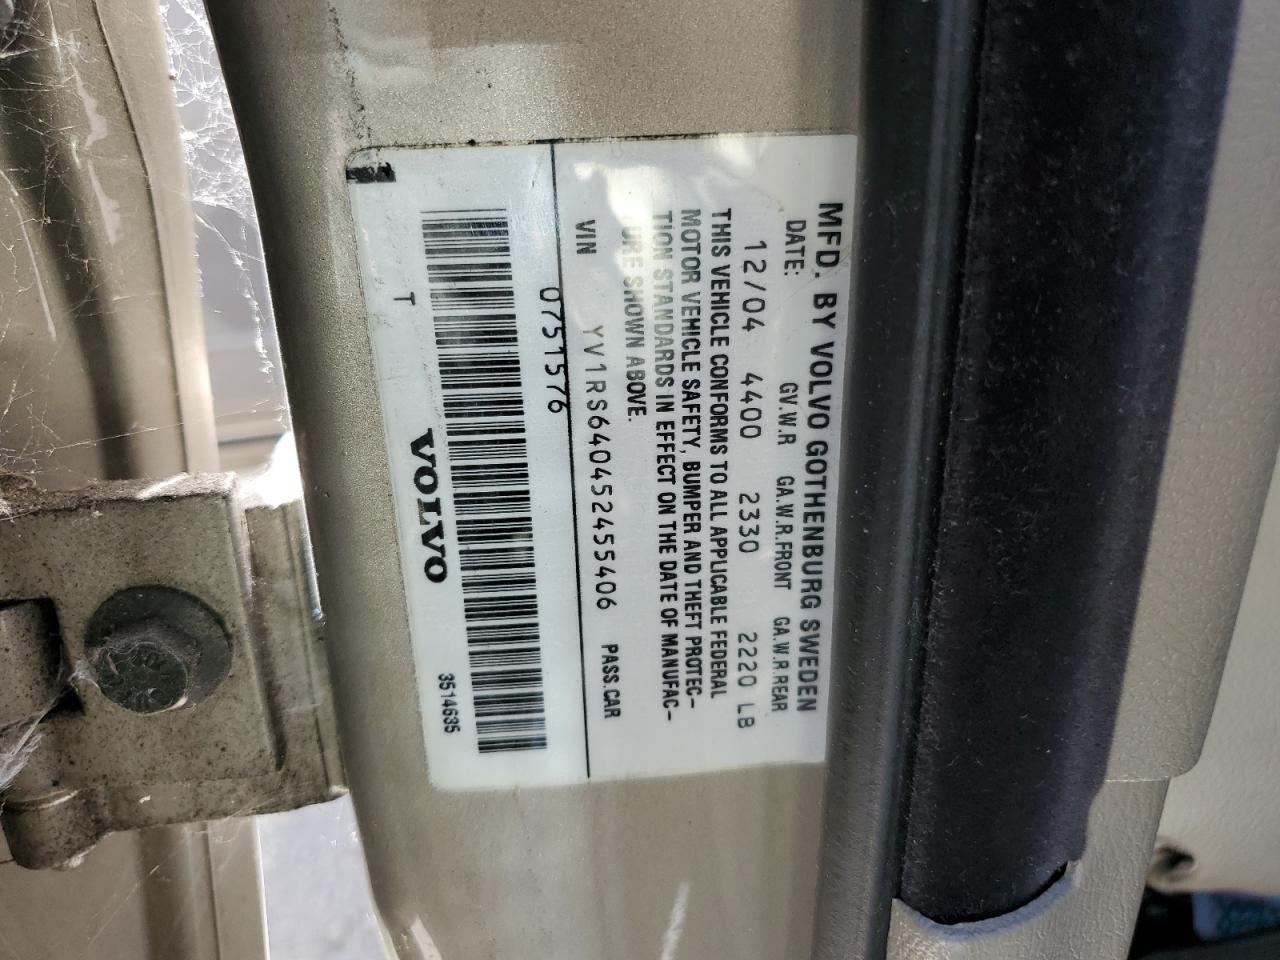 MFD. BY VOLVO GOTHENBURG SWEDEN
DATE: GV.W.R GA.W.R.FRONT GA.W.R.REAR
12/04 4400 2330 2220 LB
THIS VEHICLE CONFORMS TO ALL APPLICABLE FEDERAL
MOTOR VEHICLE SAFETY, BUMPER AND THEFT PROTEC-
TION STANDARDS IN EFFECT ON THE DATE OF MANUFAC-
TURE SHOWN ABOVE.
VIN YV1RS640452455406 PASS.CAR
0751576
VOLVO
T 3514635